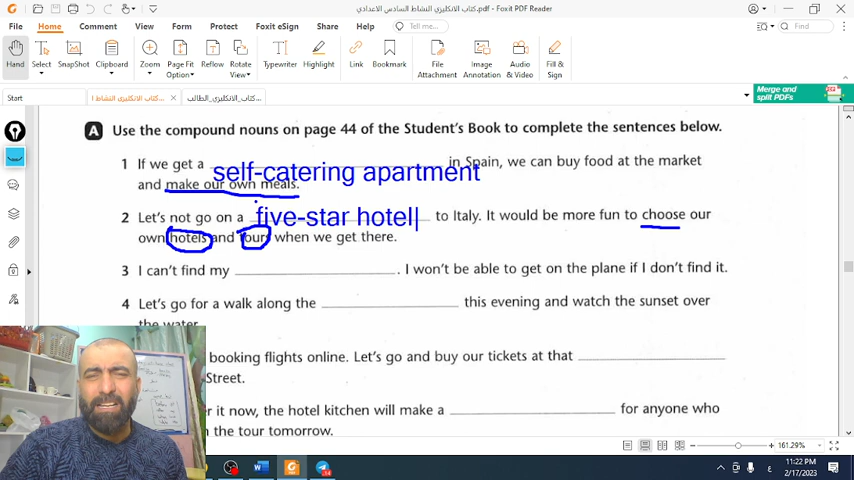 كتاب الانكليزي النشاط السادس الاعدادي.pdf - Foxit PDF Reader
File Home Comment View Form Protect Foxit eSign Share Help Tell me...
Find
Hand Select SnapShot Clipboard Zoom Page Fit Option Reflow Rotate View Typewriter Highlight Link Bookmark File Attachment Image Annotation Audio & Video Fill & Sign
Start كتاب الانكليزي النشاط ا... كتاب_الانكليزي_الطالب...
Merge and split PDFs
A Use the compound nouns on page 44 of the Student's Book to complete the sentences below.
1 If we get a self-catering apartment in Spain, we can buy food at the market
and make our own meals.
2 Let's not go on a five-star hotel to Italy. It would be more fun to choose our
own hotels and tours when we get there.
3 I can't find my . I won't be able to get on the plane if I don't find it.
4 Let's go for a walk along the this evening and watch the sunset over
the water.
booking flights online. Let's go and buy our tickets at that
Street.
it now, the hotel kitchen will make a for anyone who
the tour tomorrow.
161.29%
11:22 PM
2/17/2023